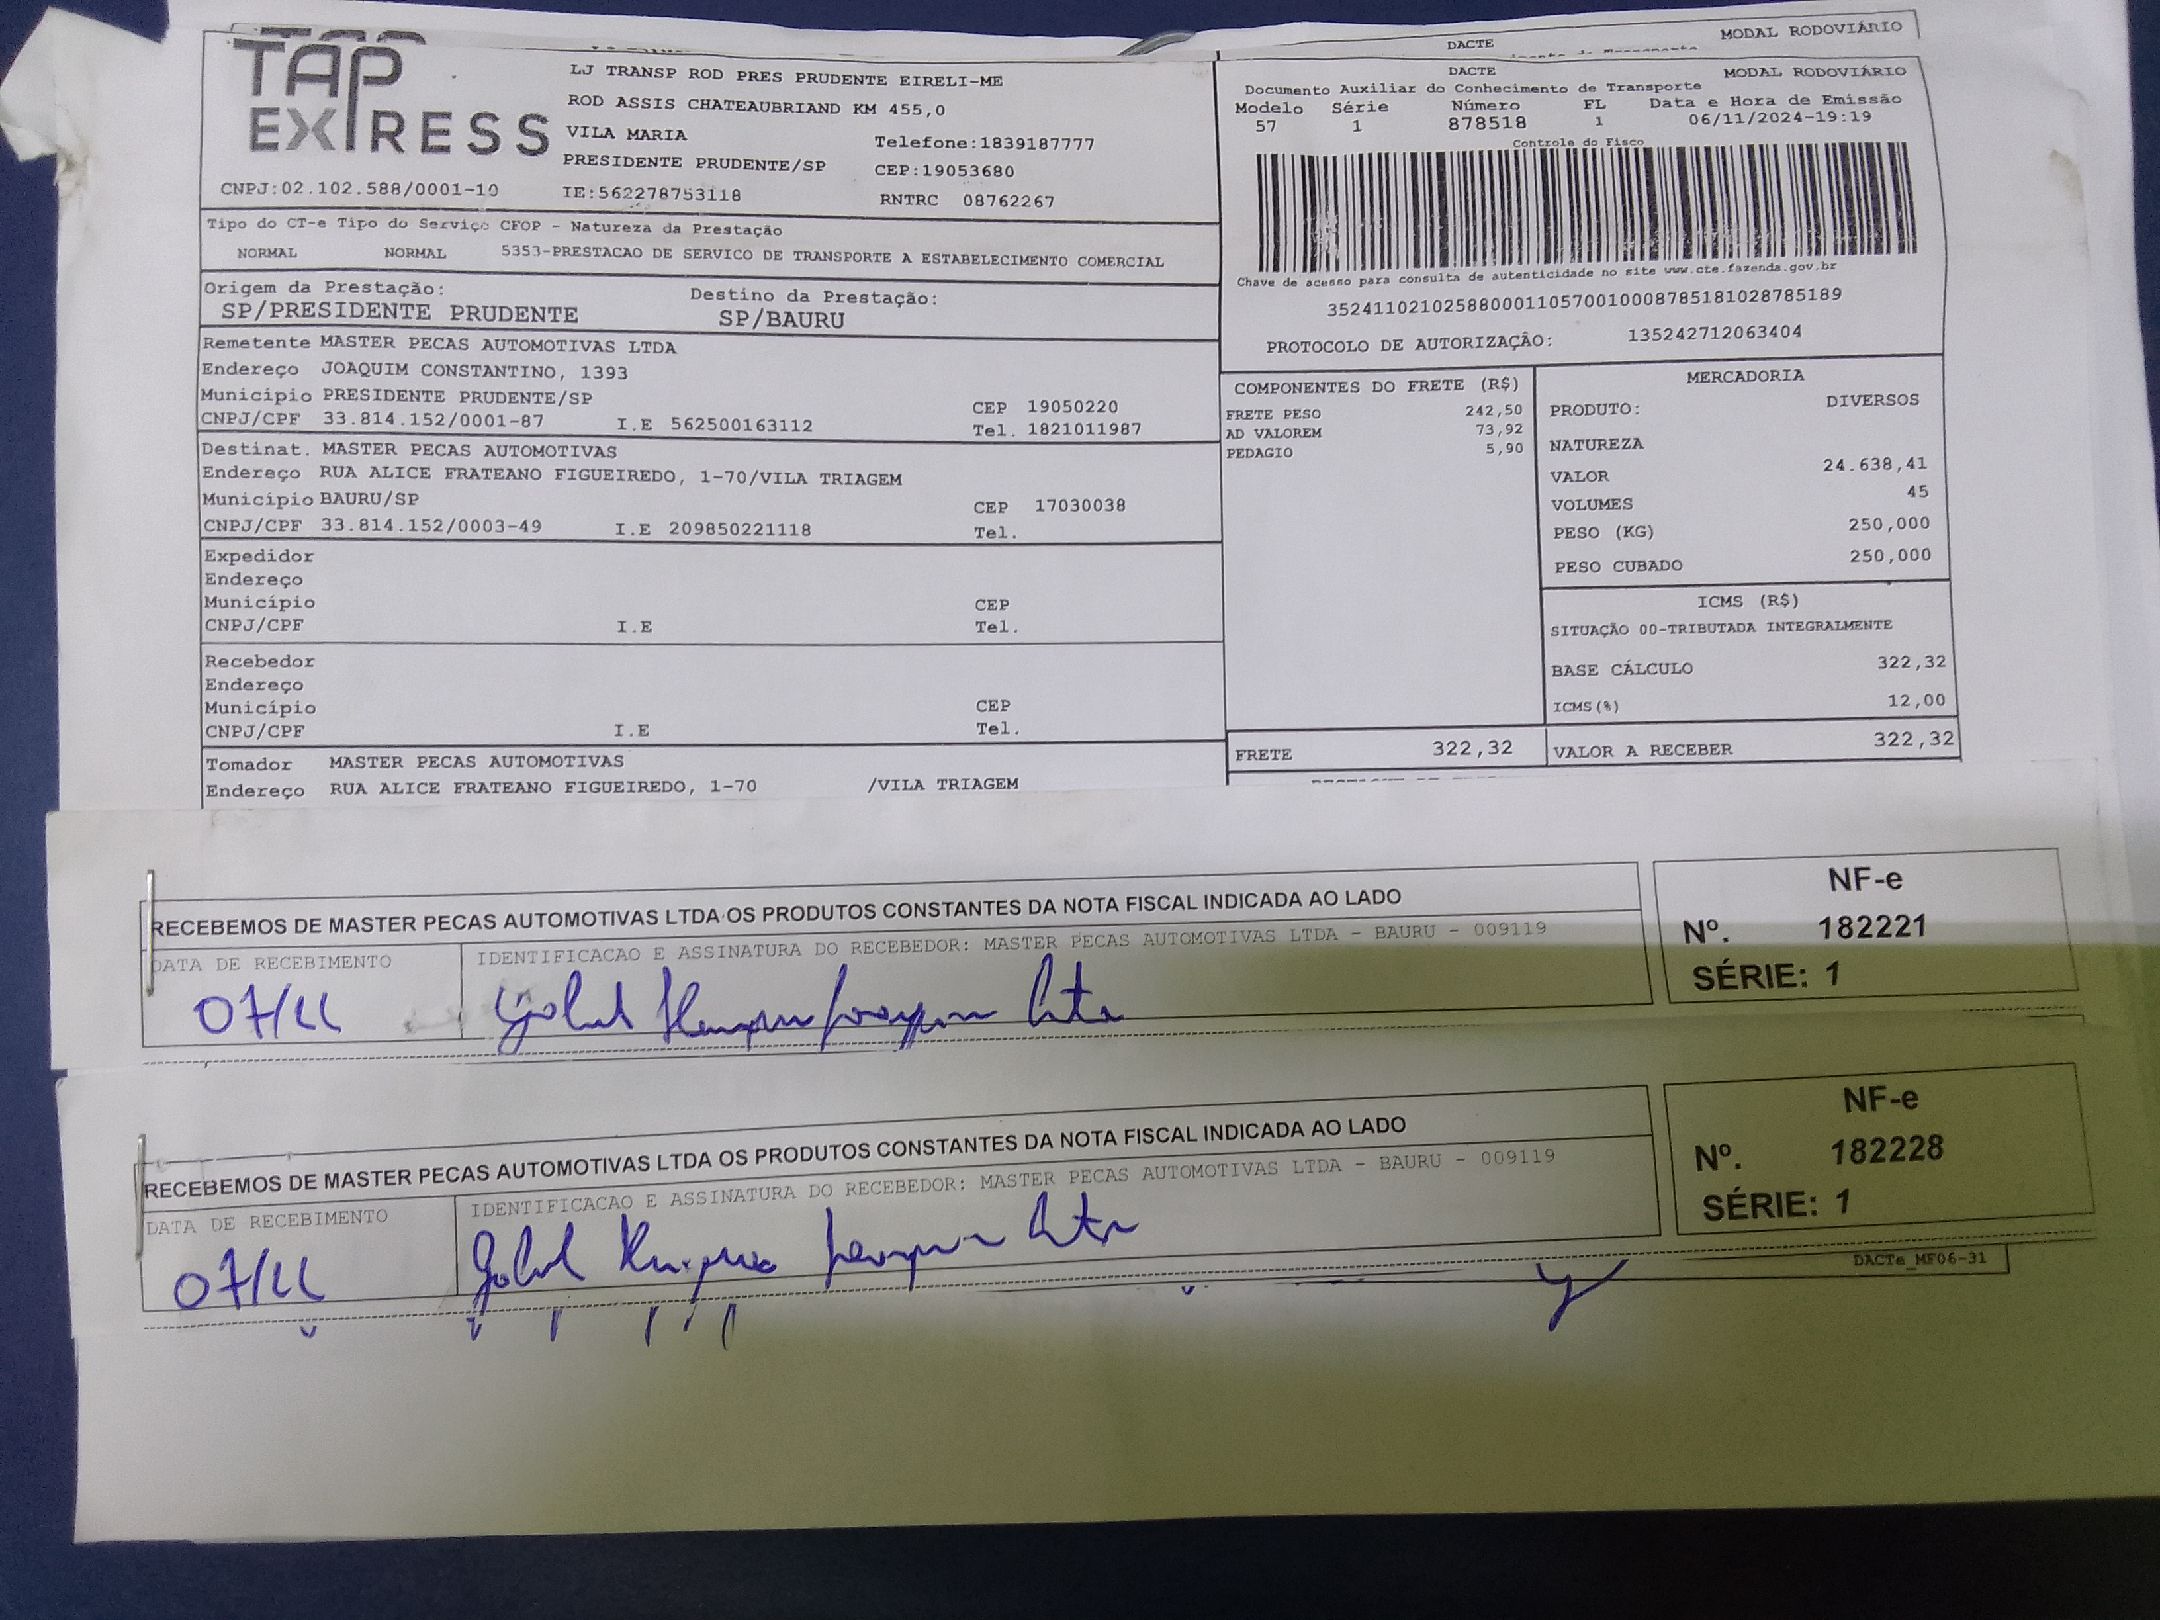 DACTE MODAL RODOVIÁRIO
TAP EXPRESS
LJ TRANSP ROD PRES PRUDENTE EIRELI-ME
ROD ASSIS CHATEAUBRIAND KM 455,0
VILA MARIA Telefone:1839187777
PRESIDENTE PRUDENTE/SP CEP:19053680
CNPJ:02.102.588/0001-10 IE:562278753118 RNTRC 08762267
DACTE MODAL RODOVIÁRIO
Documento Auxiliar do Conhecimento de Transporte
Modelo Série Número FL Data e Hora de Emissão
57 1 878518 1 06/11/2024-19:19
Controle do Fisco
Chave de acesso para consulta de autenticidade no site www.cte.fazenda.gov.br
35241102102588000110570010008785181028785189
PROTOCOLO DE AUTORIZAÇÃO: 135242712063404
Tipo do CT-e Tipo do Serviço CFOP - Natureza da Prestação
NORMAL NORMAL 5353-PRESTACAO DE SERVICO DE TRANSPORTE A ESTABELECIMENTO COMERCIAL
Origem da Prestação: Destino da Prestação:
SP/PRESIDENTE PRUDENTE SP/BAURU
Remetente MASTER PECAS AUTOMOTIVAS LTDA
Endereço JOAQUIM CONSTANTINO, 1393
Municipio PRESIDENTE PRUDENTE/SP CEP 19050220
CNPJ/CPF 33.814.152/0001-87 I.E 562500163112 Tel. 1821011987
Destinat. MASTER PECAS AUTOMOTIVAS
Endereço RUA ALICE FRATEANO FIGUEIREDO, 1-70/VILA TRIAGEM
Municipio BAURU/SP CEP 17030038
CNPJ/CPF 33.814.152/0003-49 I.E 209850221118 Tel.
Expedidor
Endereço
Município CEP
CNPJ/CPF I.E Tel.
Recebedor
Endereço
Município CEP
CNPJ/CPF I.E Tel.
Tomador MASTER PECAS AUTOMOTIVAS
Endereço RUA ALICE FRATEANO FIGUEIREDO, 1-70 /VILA TRIAGEM
COMPONENTES DO FRETE (R$)
FRETE PESO 242,50
AD VALOREM 73,92
PEDAGIO 5,90
FRETE 322,32
MERCADORIA
PRODUTO: DIVERSOS
NATUREZA
VALOR 24.638,41
VOLUMES 45
PESO (KG) 250,000
PESO CUBADO 250,000
ICMS (R$)
SITUAÇÃO 00-TRIBUTADA INTEGRALMENTE
BASE CÁLCULO 322,32
ICMS(%) 12,00
VALOR A RECEBER 322,32
RECEBEMOS DE MASTER PECAS AUTOMOTIVAS LTDA OS PRODUTOS CONSTANTES DA NOTA FISCAL INDICADA AO LADO
DATA DE RECEBIMENTO IDENTIFICACAO E ASSINATURA DO RECEBEDOR: MASTER PECAS AUTOMOTIVAS LTDA - BAURU - 009119
07/11
NF-e
Nº. 182221
SÉRIE: 1
RECEBEMOS DE MASTER PECAS AUTOMOTIVAS LTDA OS PRODUTOS CONSTANTES DA NOTA FISCAL INDICADA AO LADO
DATA DE RECEBIMENTO IDENTIFICACAO E ASSINATURA DO RECEBEDOR: MASTER PECAS AUTOMOTIVAS LTDA - BAURU - 009119
07/11
NF-e
Nº. 182228
SÉRIE: 1
DACTe_MF06-31